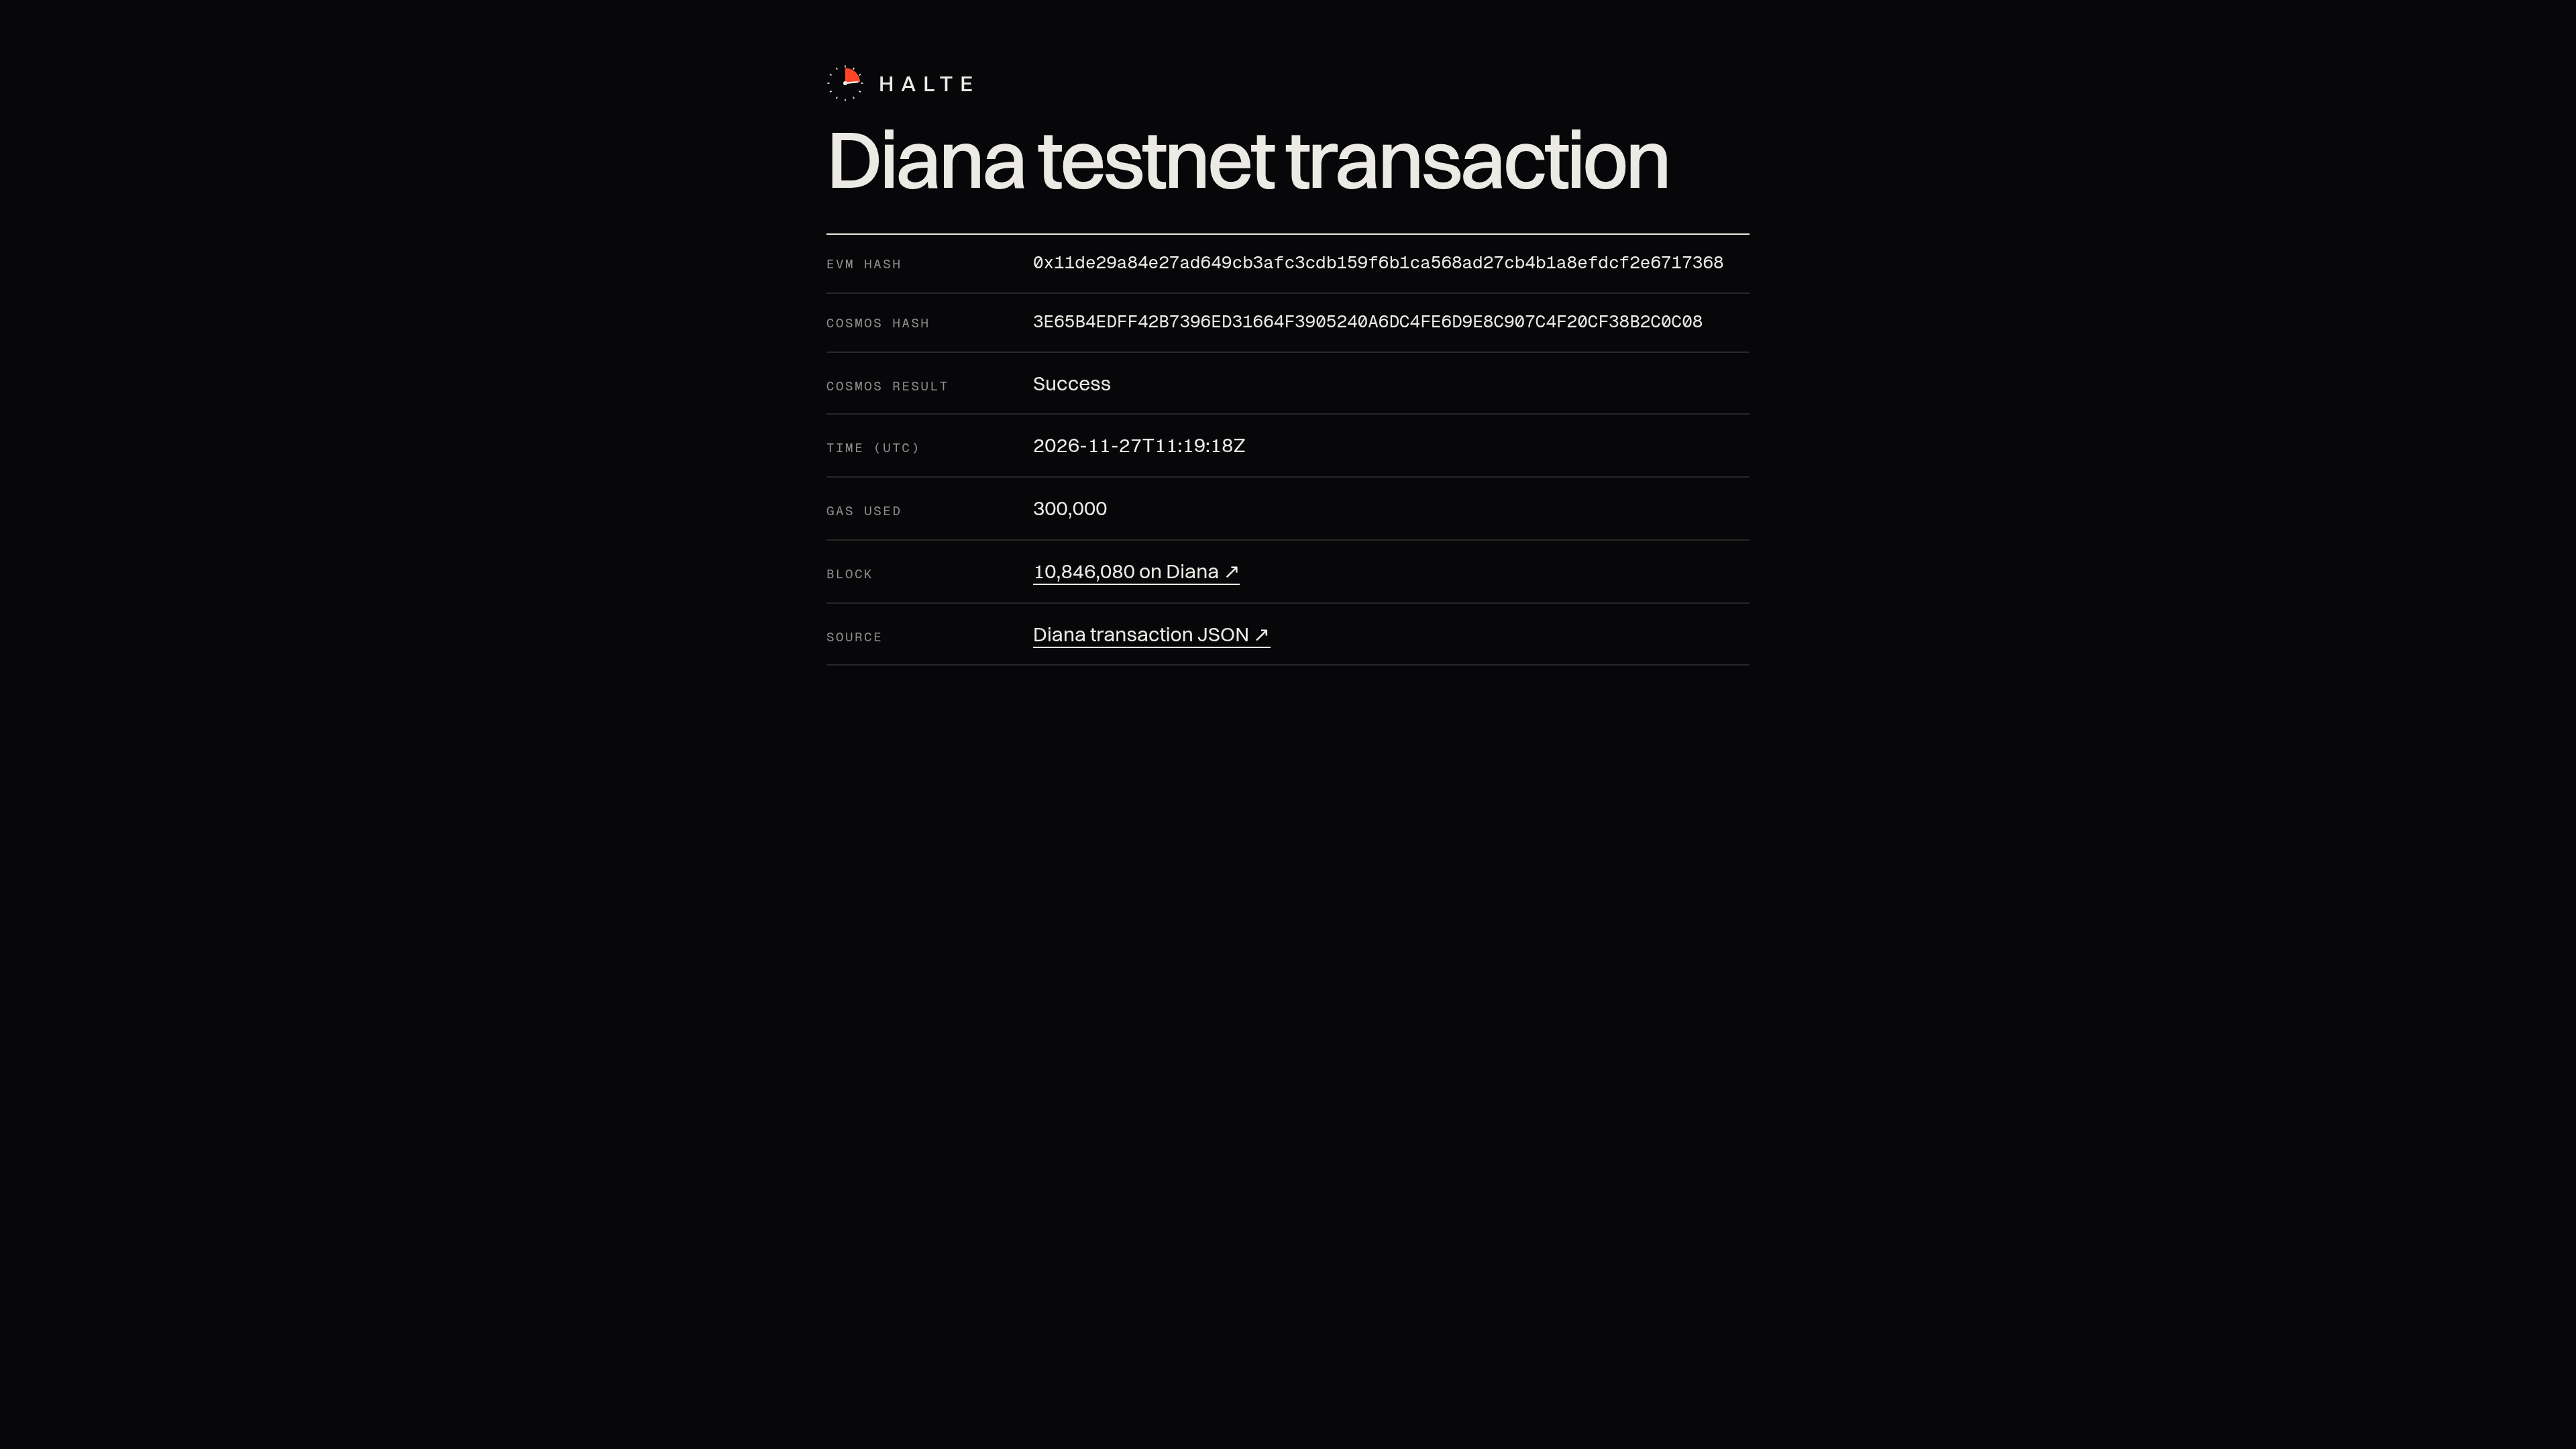 HALTE
Diana testnet transaction
EVM HASH 0x11de29a84e27ad649cb3afc3cdb159f6b1ca568ad27cb4b1a8efdcf2e6717368
COSMOS HASH 3E65B4EDFF42B7396ED31664F3905240A6DC4FE6D9E8C907C4F20CF38B2C0C08
COSMOS RESULT Success
TIME (UTC) 2026-11-27T11:19:18Z
GAS USED 300,000
BLOCK 10,846,080 on Diana ↗
SOURCE Diana transaction JSON ↗